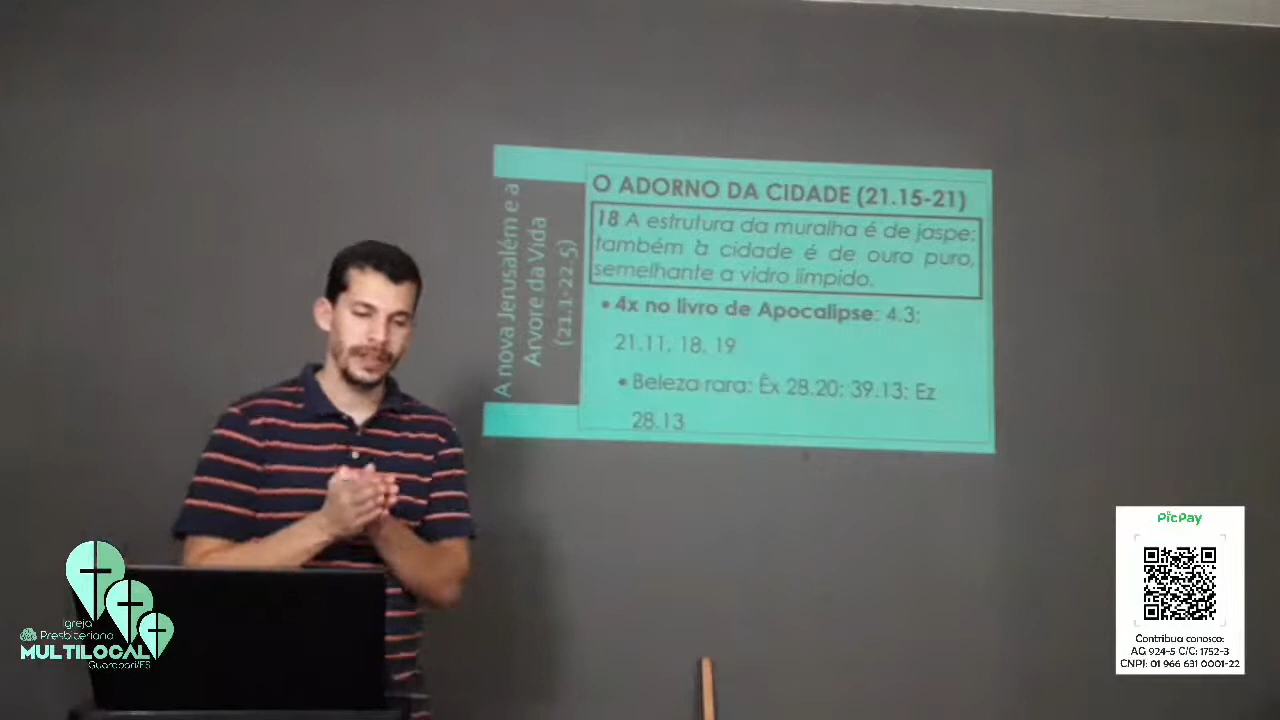 A nova Jerusalém e a
Árvore da Vida
(21.1-22.5)
O ADORNO DA CIDADE (21.15-21)
18 A estrutura da muralha é de jaspe;
também à cidade é de ouro puro,
semelhante a vidro límpido.
• 4x no livro de Apocalipse: 4.3;
21.11, 18, 19
• Beleza rara: Êx 28.20; 39.13; Ez
28.13
Igreja
Presbiteriana
MULTILOCAL
Guarapari/ES
PicPay
Contribua conosco:
AG 924-5 C/C: 1752-3
CNPJ: 01 966 631 0001-22